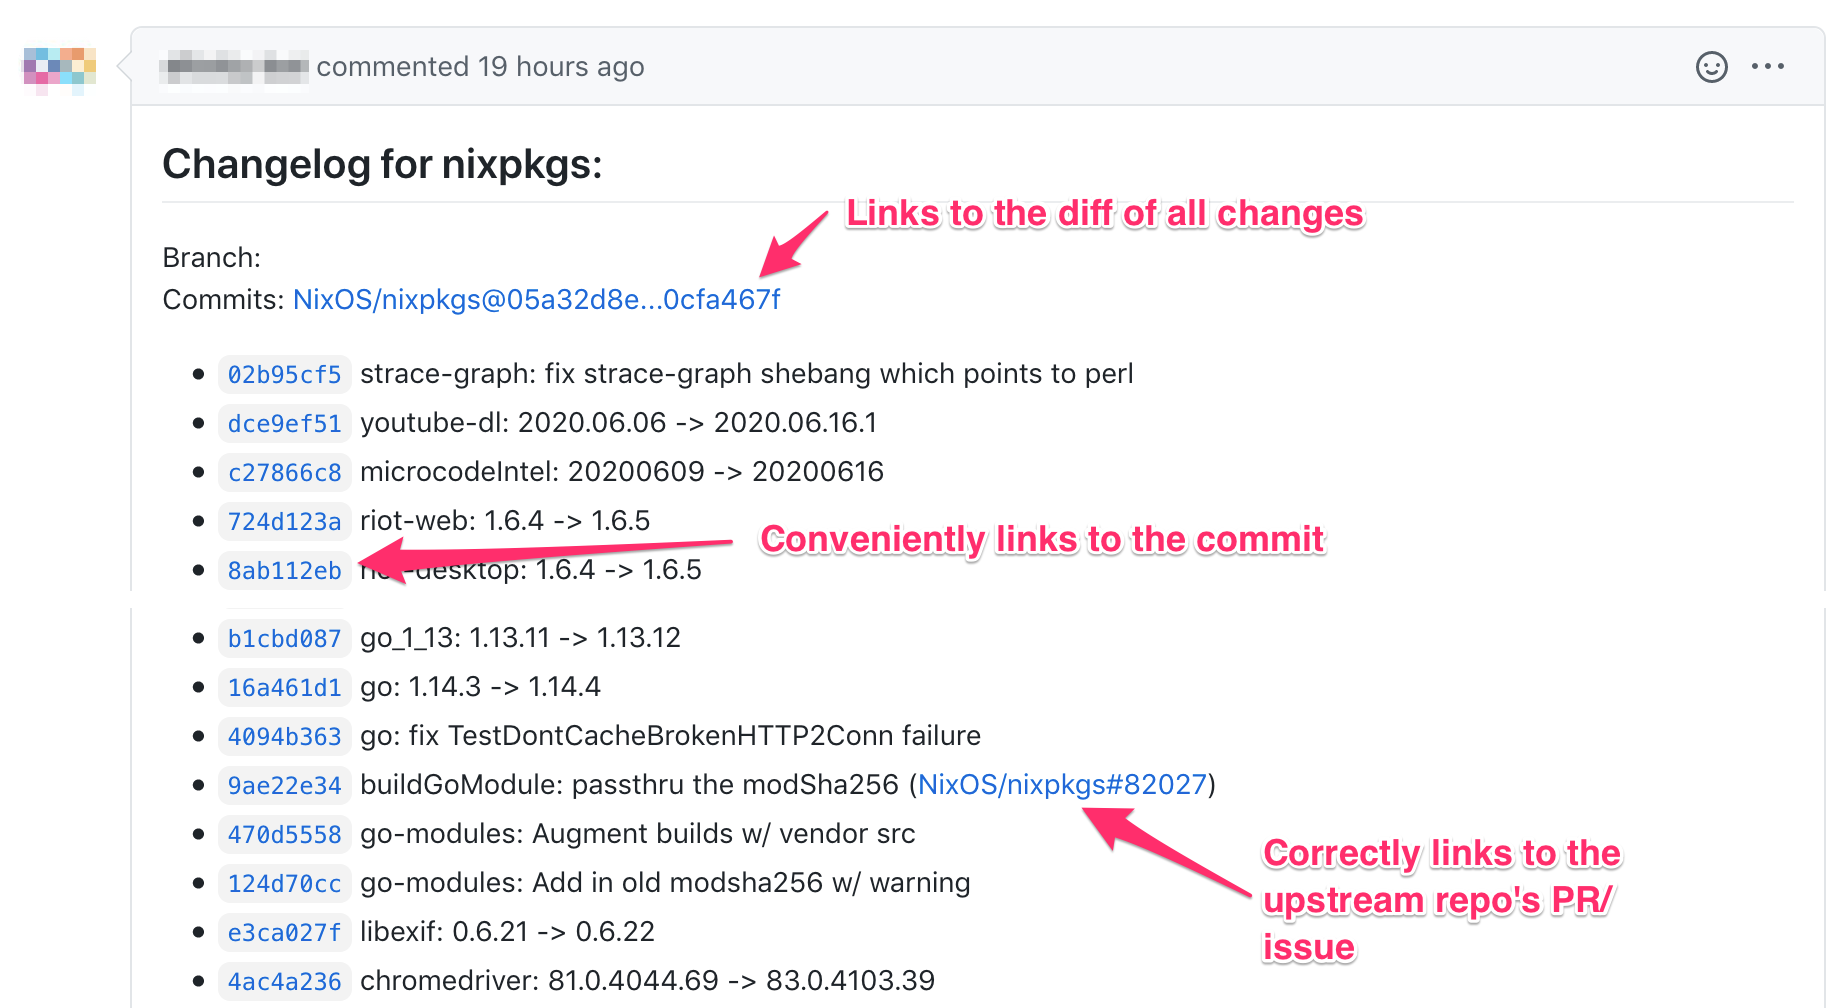 commented 19 hours ago
Changelog for nixpkgs:
Links to the diff of all changes
Branch:
Commits: NixOS/nixpkgs@05a32d8e...0cfa467f
02b95cf5 strace-graph: fix strace-graph shebang which points to perl
dce9ef51 youtube-dl: 2020.06.06 -> 2020.06.16.1
c27866c8 microcodeIntel: 20200609 -> 20200616
724d123a riot-web: 1.6.4 -> 1.6.5
Conveniently links to the commit
8ab112eb desktop: 1.6.4 -> 1.6.5
b1cbd087 go_1_13: 1.13.11 -> 1.13.12
16a461d1 go: 1.14.3 -> 1.14.4
4094b363 go: fix TestDontCacheBrokenHTTP2Conn failure
9ae22e34 buildGoModule: passthru the modSha256 (NixOS/nixpkgs#82027)
470d5558 go-modules: Augment builds w/ vendor src
124d70cc go-modules: Add in old modsha256 w/ warning
Correctly links to the
upstream repo's PR/
issue
e3ca027f libexif: 0.6.21 -> 0.6.22
4ac4a236 chromedriver: 81.0.4044.69 -> 83.0.4103.39